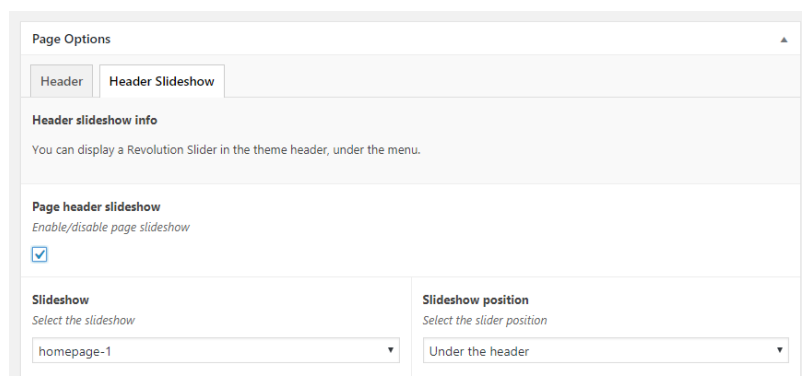 Page Options
Header
Header Slideshow
Header slideshow info
You can display a Revolution Slider in the theme header, under the menu.
Page header slideshow
Enable/disable page slideshow
Slideshow
Select the slideshow
homepage-1
Slideshow position
Select the slider position
Under the header